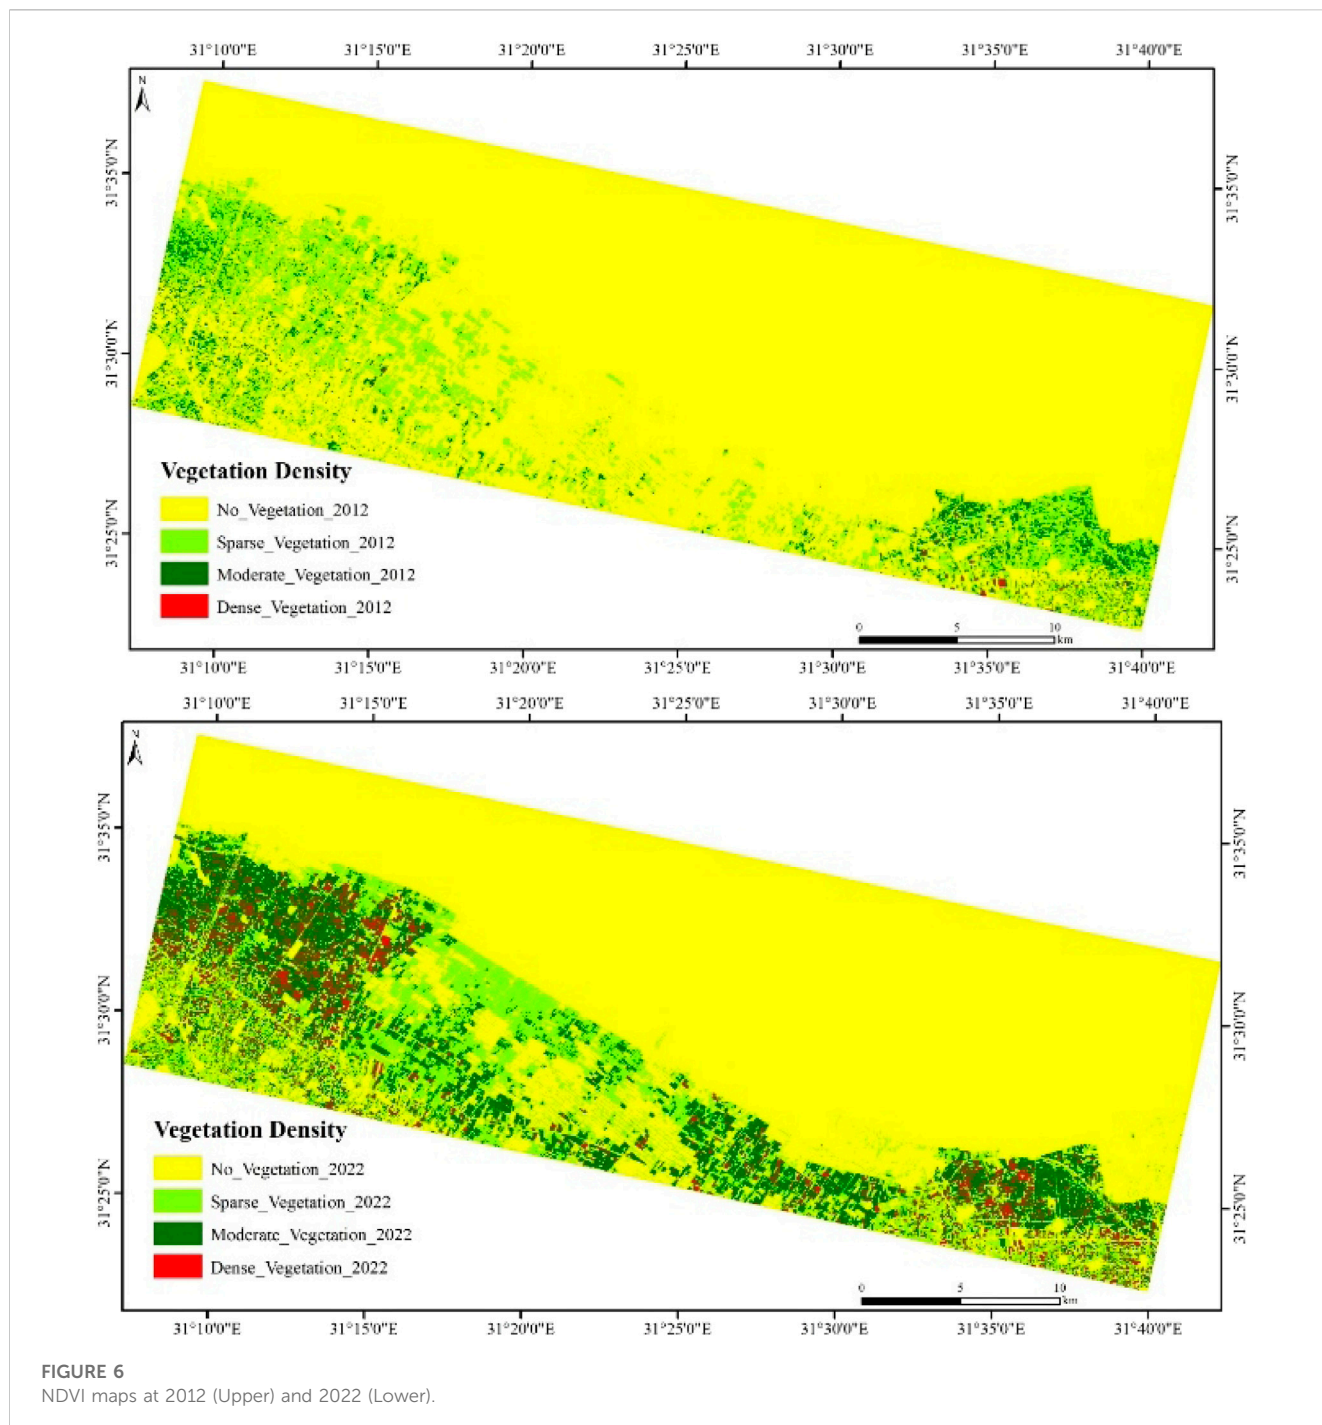 31°10'0"E 31°15'0"E 31°20'0"E 31°25'0"E 31°30'0"E 31°35'0"E 31°40'0"E
N
31°35'0"N 31°35'0"N
31°30'0"N 31°30'0"N
Vegetation Density
No_Vegetation_2012
31°25'0"N Sparse_Vegetation_2012 31°25'0"N
Moderate_Vegetation_2012
Dense_Vegetation_2012
0 5 10
km
31°10'0"E 31°15'0"E 31°20'0"E 31°25'0"E 31°30'0"E 31°35'0"E 31°40'0"E
31°10'0"E 31°15'0"E 31°20'0"E 31°25'0"E 31°30'0"E 31°35'0"E 31°40'0"E
N
31°35'0"N 31°35'0"N
31°30'0"N 31°30'0"N
Vegetation Density
No_Vegetation_2022
31°25'0"N Sparse_Vegetation_2022 31°25'0"N
Moderate_Vegetation_2022
Dense_Vegetation_2022
0 5 10
km
31°10'0"E 31°15'0"E 31°20'0"E 31°25'0"E 31°30'0"E 31°35'0"E 31°40'0"E
FIGURE 6
NDVI maps at 2012 (Upper) and 2022 (Lower).